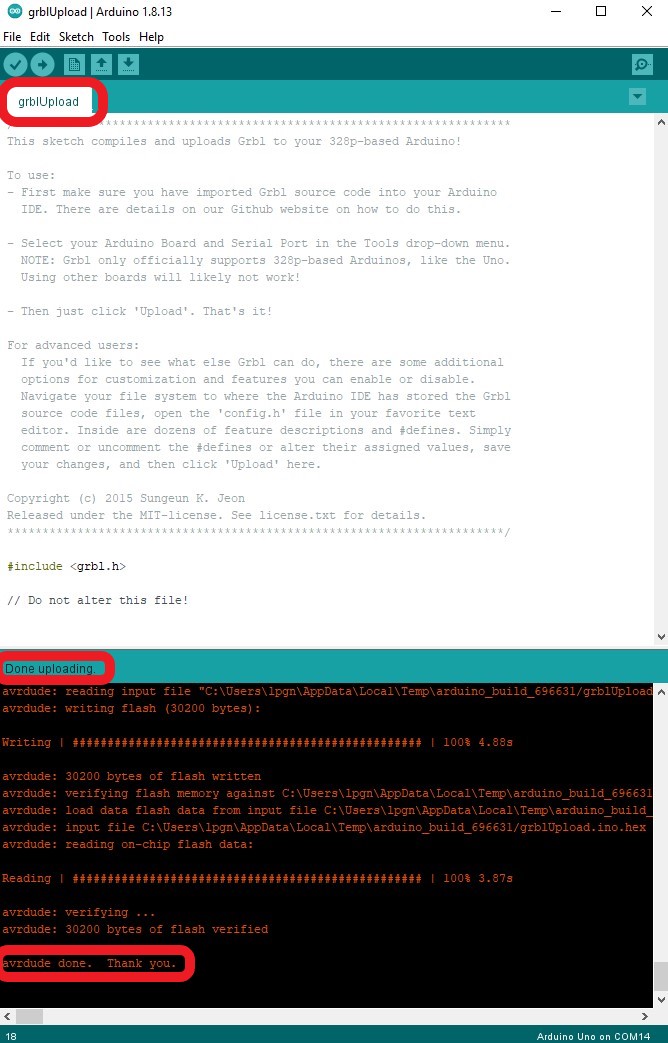 grblUpload | Arduino 1.8.13
File Edit Sketch Tools Help
grblUpload
************************************************************
This sketch compiles and uploads Grbl to your 328p-based Arduino!
To use:
- First make sure you have imported Grbl source code into your Arduino
IDE. There are details on our Github website on how to do this.
- Select your Arduino Board and Serial Port in the Tools drop-down menu.
NOTE: Grbl only officially supports 328p-based Arduinos, like the Uno.
Using other boards will likely not work!
- Then just click 'Upload'. That's it!
For advanced users:
If you'd like to see what else Grbl can do, there are some additional
options for customization and features you can enable or disable.
Navigate your file system to where the Arduino IDE has stored the Grbl
source code files, open the 'config.h' file in your favorite text
editor. Inside are dozens of feature descriptions and #defines. Simply
comment or uncomment the #defines or alter their assigned values, save
your changes, and then click 'Upload' here.
Copyright (c) 2015 Sungeun K. Jeon
Released under the MIT-license. See license.txt for details.
***********************************************************************/
#include <grbl.h>
// Do not alter this file!
Done uploading.
avrdude: reading input file "C:\Users\lpgn\AppData\Local\Temp\arduino_build_696631/grblUpload
avrdude: writing flash (30200 bytes):
Writing | ################################################## | 100% 4.88s
avrdude: 30200 bytes of flash written
avrdude: verifying flash memory against C:\Users\lpgn\AppData\Local\Temp\arduino_build_696631
avrdude: load data flash data from input file C:\Users\lpgn\AppData\Local\Temp\arduino_build_
avrdude: input file C:\Users\lpgn\AppData\Local\Temp\arduino_build_696631/grblUpload.ino.hex
avrdude: reading on-chip flash data:
Reading | ################################################## | 100% 3.87s
avrdude: verifying ...
avrdude: 30200 bytes of flash verified
avrdude done.  Thank you.
18
Arduino Uno on COM14